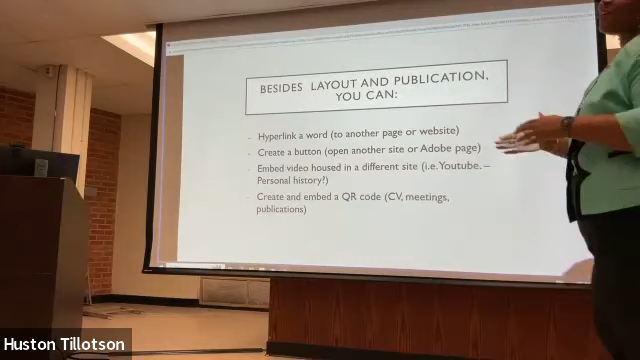 BESIDES LAYOUT AND PUBLICATION,
YOU CAN:
Hyperlink a word (to another page or website)
Create a button (open another site or Adobe page)
Embed video housed in a different site (i.e. Youtube. –
Personal history?)
Create and embed a QR code (CV, meetings,
publications)
Huston Tillotson